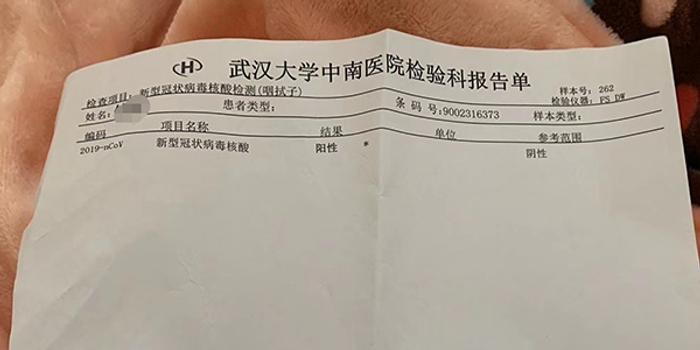 武汉大学中南医院检验科报告单
检查项目: 新型冠状病毒核酸检测(咽拭子) 样本号: 262
检验仪器: FS DW
姓名: 患者类型: 条 码 号:9002316373 样本类型:
编码 项目名称 结果 单位 参考范围
2019-nCoV 新型冠状病毒核酸 阳性 * 阴性